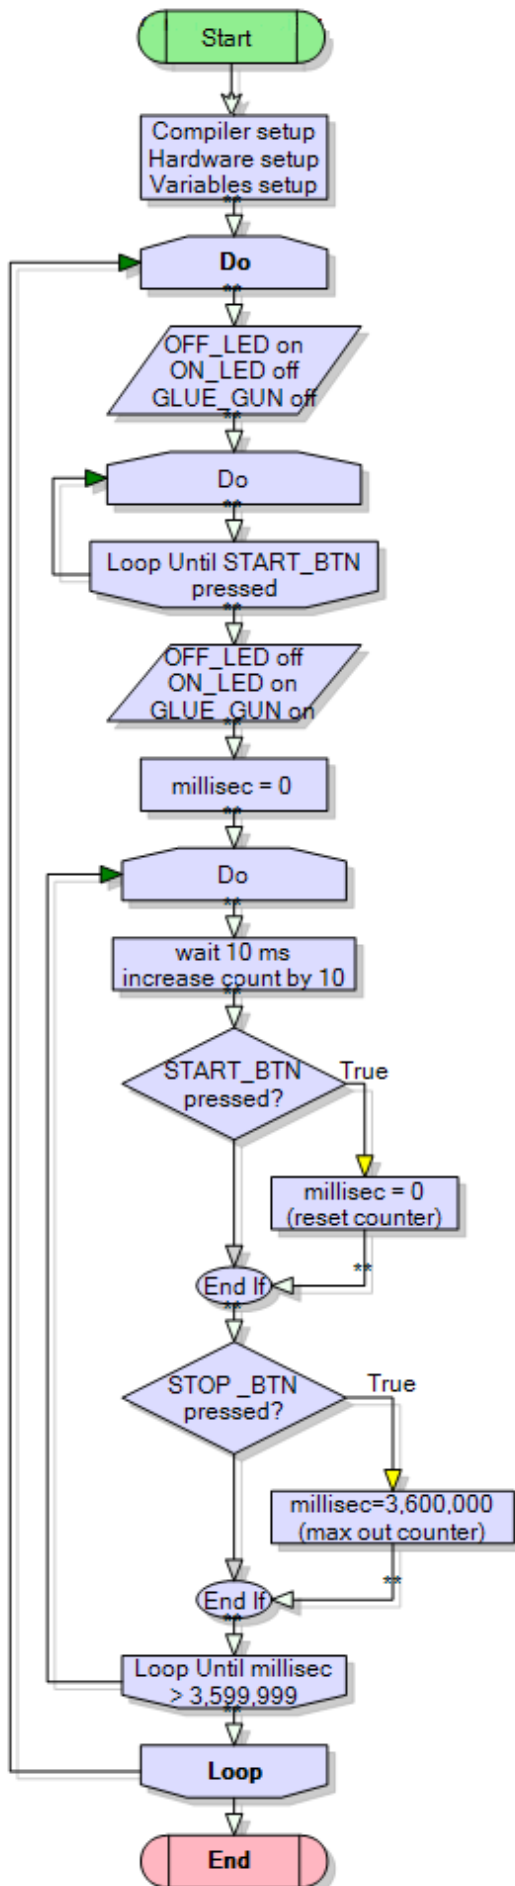 Start
Compiler setup
Hardware setup
Variables setup
**
Do
**
OFF_LED on
ON_LED off
GLUE_GUN off
**
Do
**
Loop Until START_BTN
pressed
**
OFF_LED off
ON_LED on
GLUE_GUN on
**
millisec = 0
**
Do
**
wait 10 ms
increase count by 10
**
START_BTN
pressed?
True
millisec = 0
(reset counter)
**
End If
**
STOP _BTN
pressed?
True
millisec=3,600,000
(max out counter)
**
End If
**
Loop Until millisec
> 3,599,999
**
Loop
End